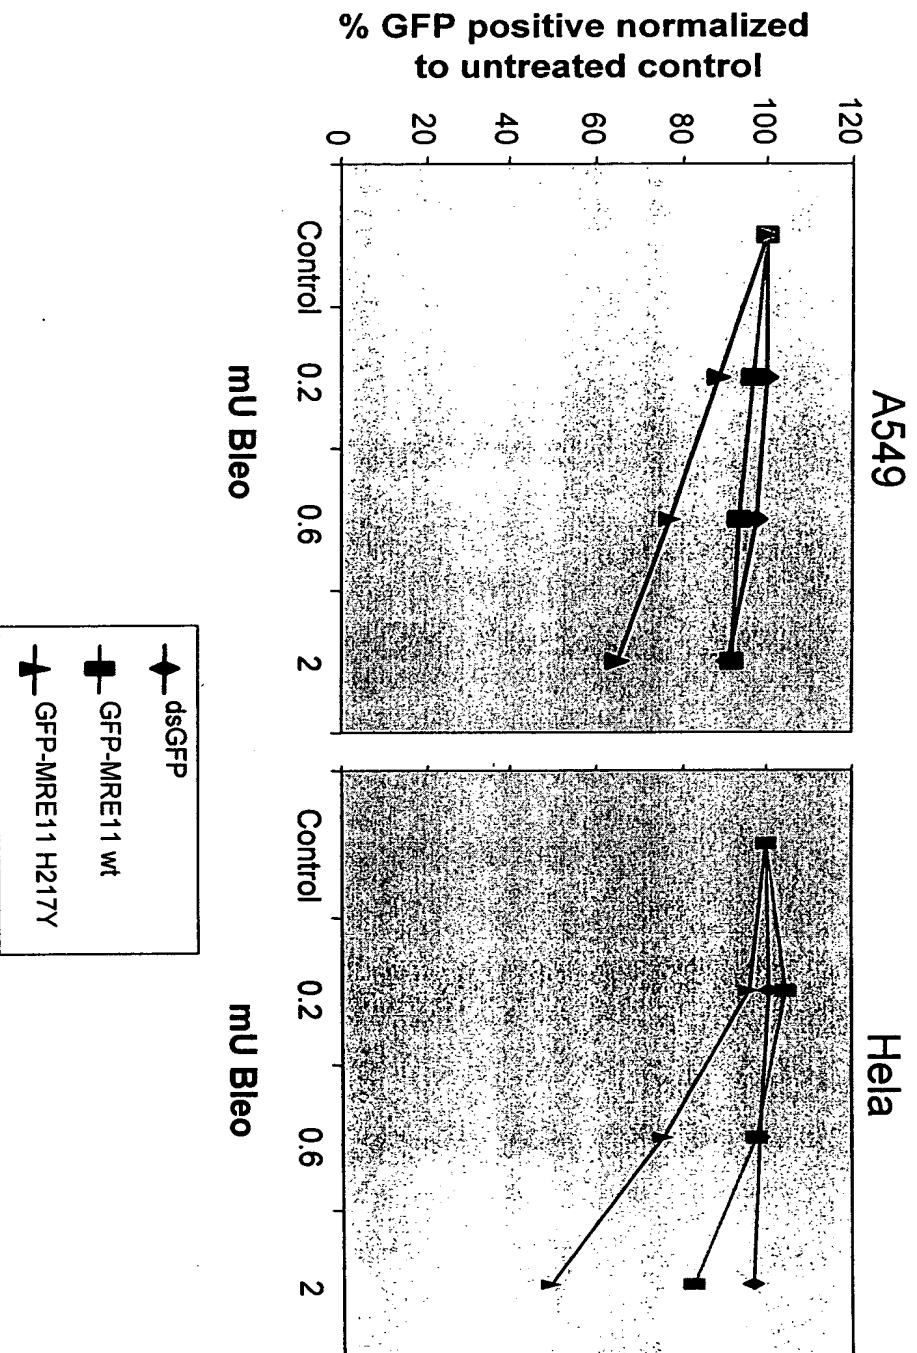 % GFP positive normalized
to untreated control
A549
120
100
80
60
40
20
0
Control
0.2
0.6
2
mU Bleo
Hela
Control
0.2
0.6
2
mU Bleo
dsGFP
GFP-MRE11 wt
GFP-MRE11 H217Y